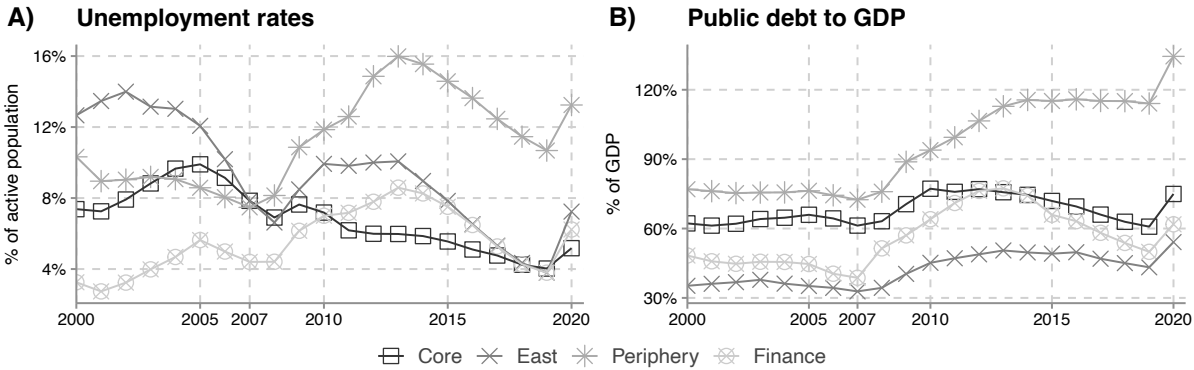 A) Unemployment rates
% of active population
16%
12%
8%
4%
2000 2005 2007 2010 2015 2020
B) Public debt to GDP
% of GDP
120%
90%
60%
30%
2000 2005 2007 2010 2015 2020
Core East Periphery Finance